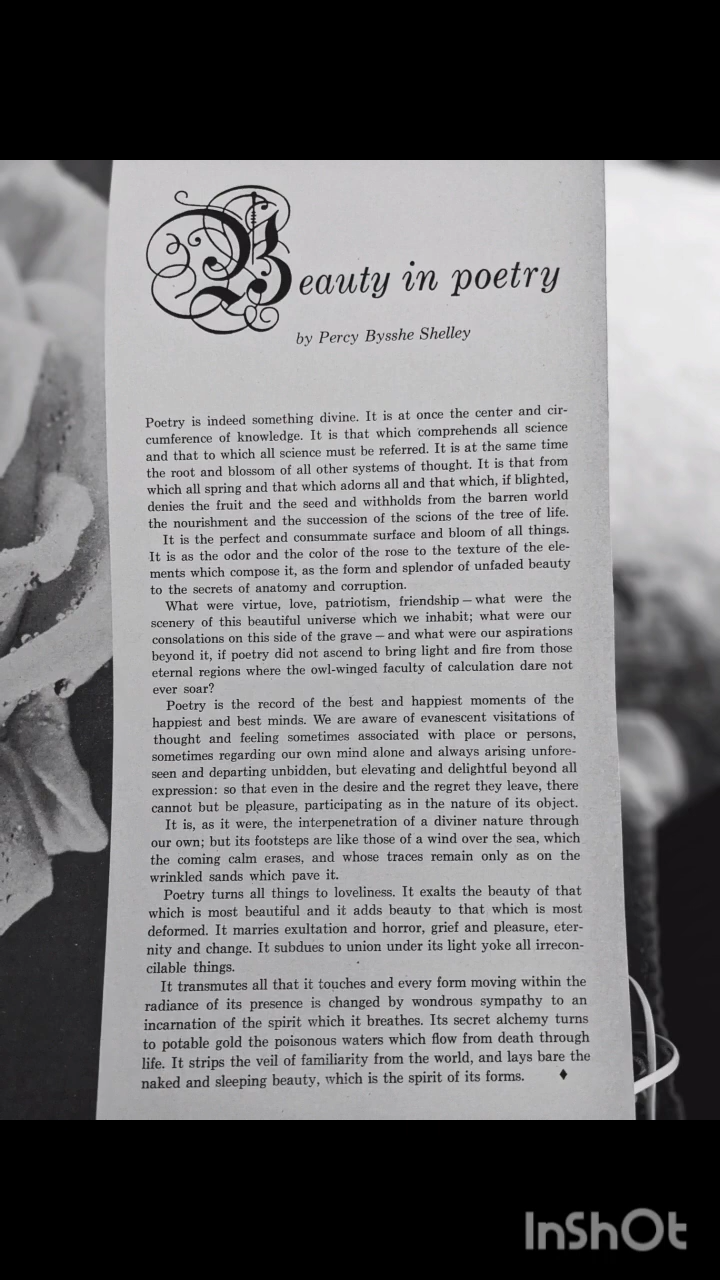 Beauty in poetry
by Percy Bysshe Shelley
Poetry is indeed something divine. It is at once the center and cir-
cumference of knowledge. It is that which comprehends all science
and that to which all science must be referred. It is at the same time
the root and blossom of all other systems of thought. It is that from
which all spring and that which adorns all and that which, if blighted,
denies the fruit and the seed and withholds from the barren world
the nourishment and the succession of the scions of the tree of life.
It is the perfect and consummate surface and bloom of all things.
It is as the odor and the color of the rose to the texture of the ele-
ments which compose it, as the form and splendor of unfaded beauty
to the secrets of anatomy and corruption.
What were virtue, love, patriotism, friendship — what were the
scenery of this beautiful universe which we inhabit; what were our
consolations on this side of the grave — and what were our aspirations
beyond it, if poetry did not ascend to bring light and fire from those
eternal regions where the owl-winged faculty of calculation dare not
ever soar?
Poetry is the record of the best and happiest moments of the
happiest and best minds. We are aware of evanescent visitations of
thought and feeling sometimes associated with place or persons,
sometimes regarding our own mind alone and always arising unfore-
seen and departing unbidden, but elevating and delightful beyond all
expression: so that even in the desire and the regret they leave, there
cannot but be pleasure, participating as in the nature of its object.
It is, as it were, the interpenetration of a diviner nature through
our own; but its footsteps are like those of a wind over the sea, which
the coming calm erases, and whose traces remain only as on the
wrinkled sands which pave it.
Poetry turns all things to loveliness. It exalts the beauty of that
which is most beautiful and it adds beauty to that which is most
deformed. It marries exultation and horror, grief and pleasure, eter-
nity and change. It subdues to union under its light yoke all irrecon-
cilable things.
It transmutes all that it touches and every form moving within the
radiance of its presence is changed by wondrous sympathy to an
incarnation of the spirit which it breathes. Its secret alchemy turns
to potable gold the poisonous waters which flow from death through
life. It strips the veil of familiarity from the world, and lays bare the
naked and sleeping beauty, which is the spirit of its forms. ♦
InShOt